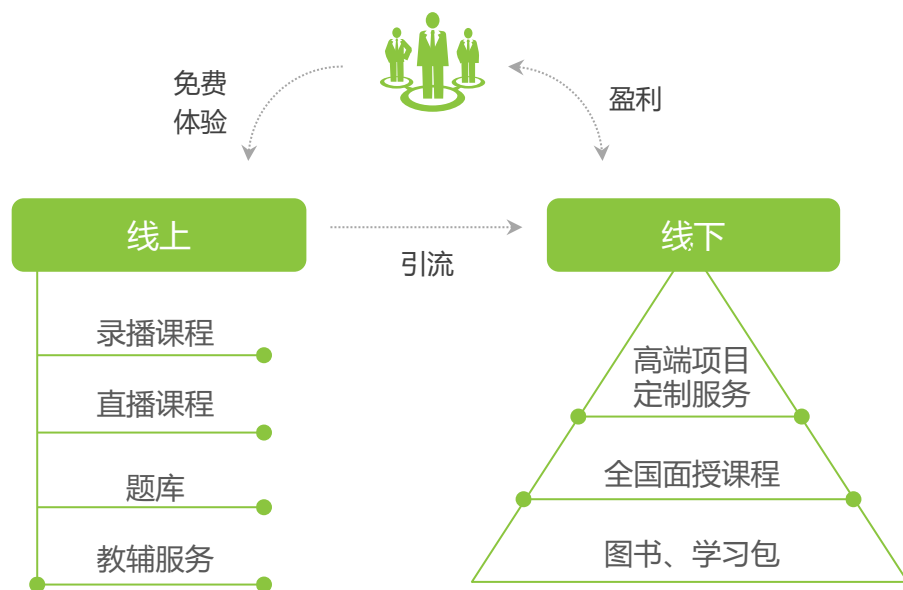 免费
体验
盈利
线上
引流
线下
录播课程
直播课程
题库
教辅服务
高端项目
定制服务
全国面授课程
图书、学习包